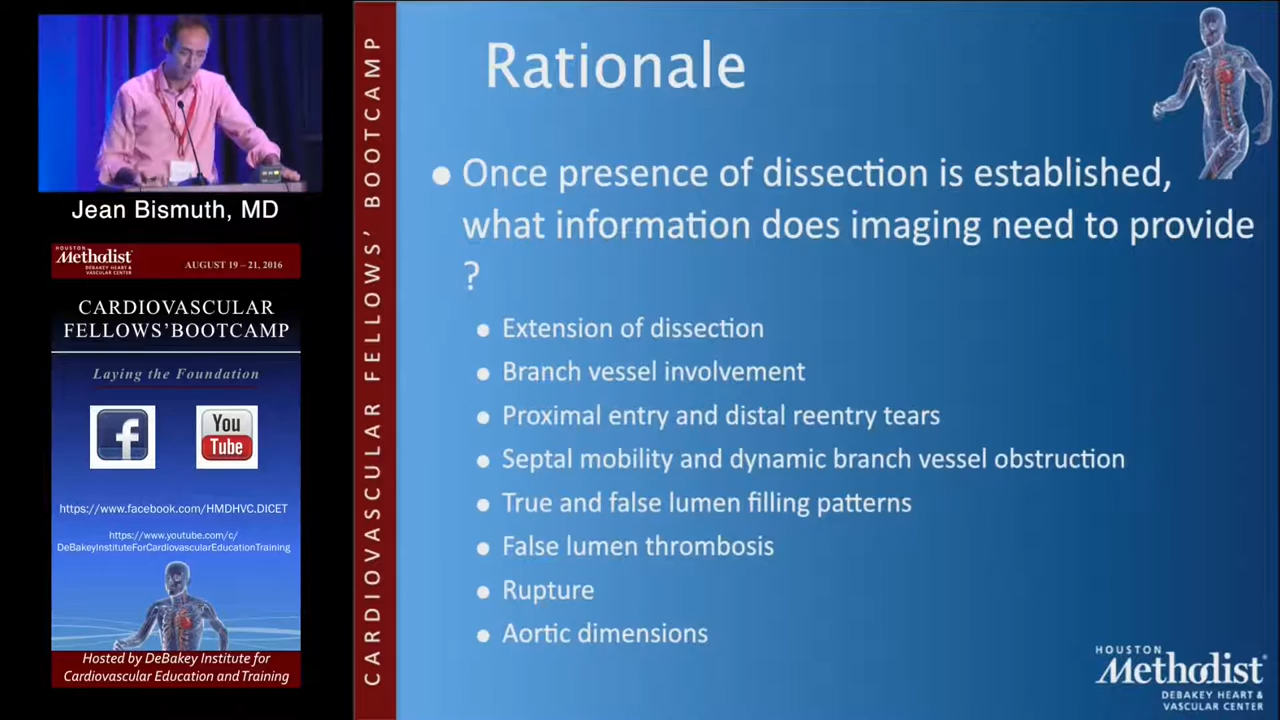 Jean Bismuth, MD
HOUSTON
Methodist
DEBAKEY HEART &
VASCULAR CENTER
AUGUST 19 – 21, 2016
CARDIOVASCULAR
FELLOWS'BOOTCAMP
Laying the Foundation
f
You
Tube
https://www.facebook.com/HMDHVC.DICET
https://www.youtube.com/c/
DeBakeyInstituteForCardiovascularEducationTraining
Hosted by DeBakey Institute for
Cardiovascular Education and Training
CARDIOVASCULAR FELLOWS' BOOTCAMP
Rationale
● Once presence of dissection is established,
what information does imaging need to provide
?
● Extension of dissection
● Branch vessel involvement
● Proximal entry and distal reentry tears
● Septal mobility and dynamic branch vessel obstruction
● True and false lumen filling patterns
● False lumen thrombosis
● Rupture
● Aortic dimensions
HOUSTON
Methodist®
DEBAKEY HEART &
VASCULAR CENTER